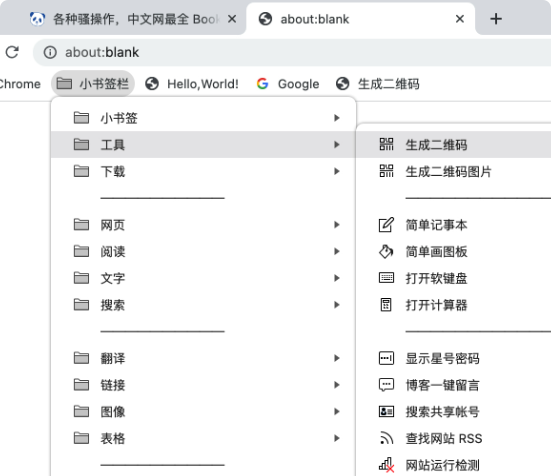 各种骚操作，中文网最全 Book
about:blank
about:blank
Chrome
小书签栏
Hello,World!
Google
生成二维码
小书签
工具
下载
网页
阅读
文字
搜索
翻译
链接
图像
表格
生成二维码
生成二维码图片
简单记事本
简单画图板
打开软键盘
打开计算器
显示星号密码
博客一键留言
搜索共享帐号
查找网站 RSS
网站运行检测